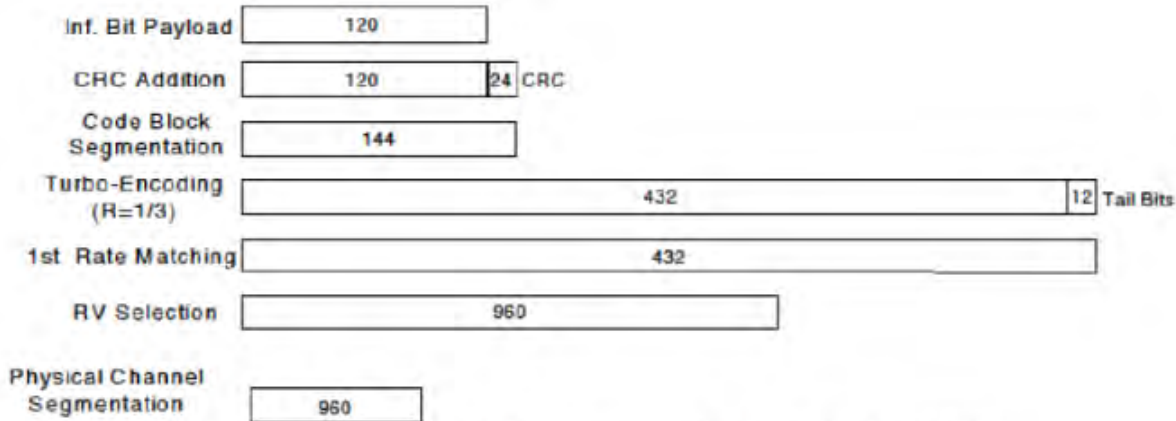 Inf. Bit Payload 120
CRC Addition 120 24 CRC
Code Block
Segmentation 144
Turbo-Encoding
(R=1/3) 432 12 Tail Bits
1st Rate Matching 432
RV Selection 960
Physical Channel
Segmentation 960